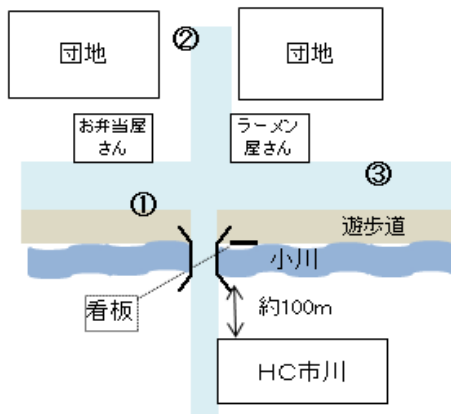 ②
団地
団地
お弁当屋
さん
ラーメン
屋さん
③
①
遊歩道
小川
看板
約100m
HC市川